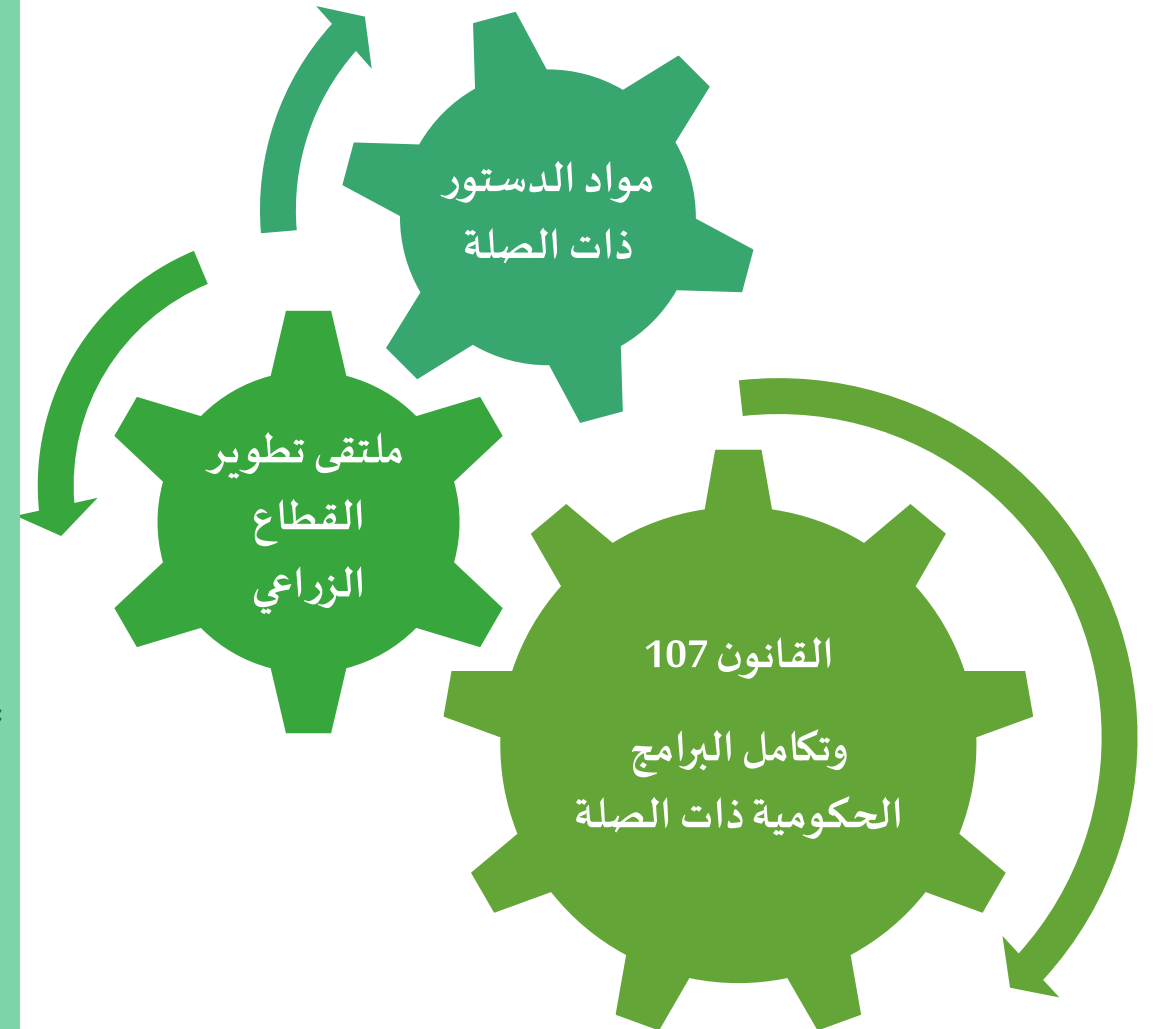 مواد الدستور
ذات الصلة
ملتقى تطوير
القطاع
الزراعي
القانون 107
وتكامل البرامج
الحكومية ذات الصلة